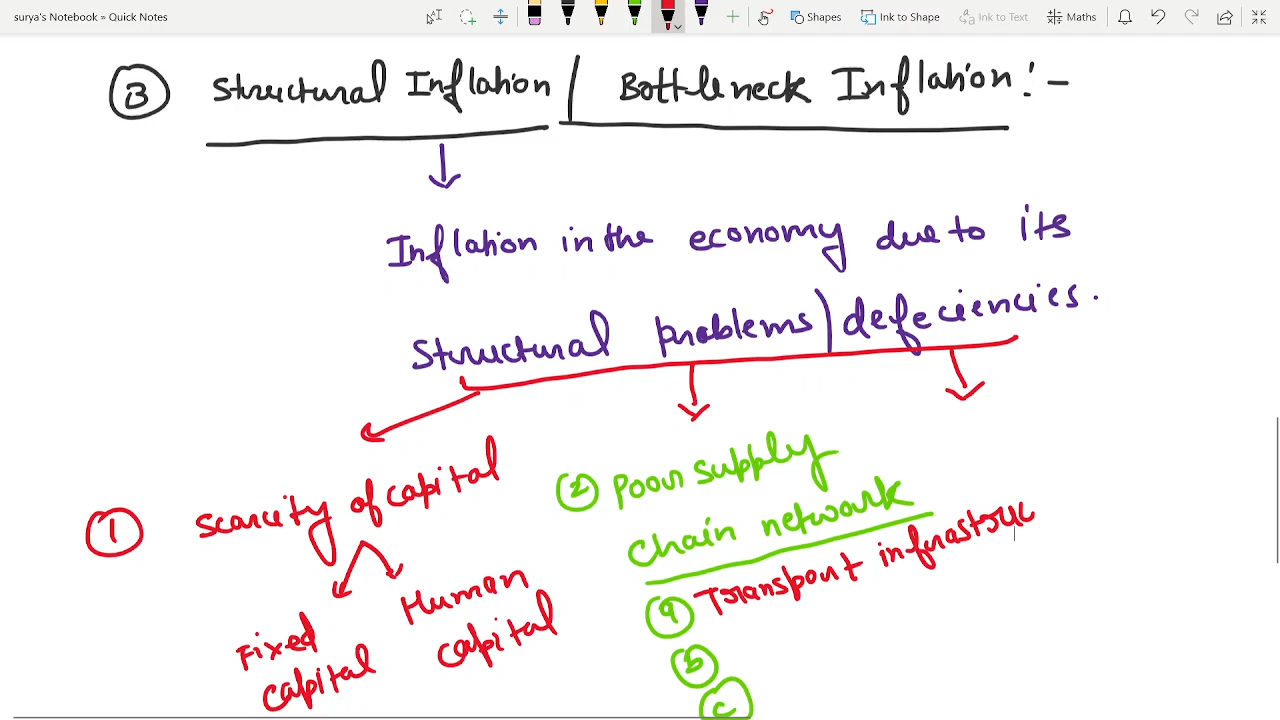 surya's Notebook » Quick Notes
Shapes
Ink to Shape
Ink to Text
Maths
3 Structural Inflation / Bottleneck Inflation :-
Inflation in the economy due to its
Structural problems / defeciencies.
1 Scarcity of capital
Fixed
capital
Human
capital
2 Poor supply
chain network
a Transport infrastruc
b
c